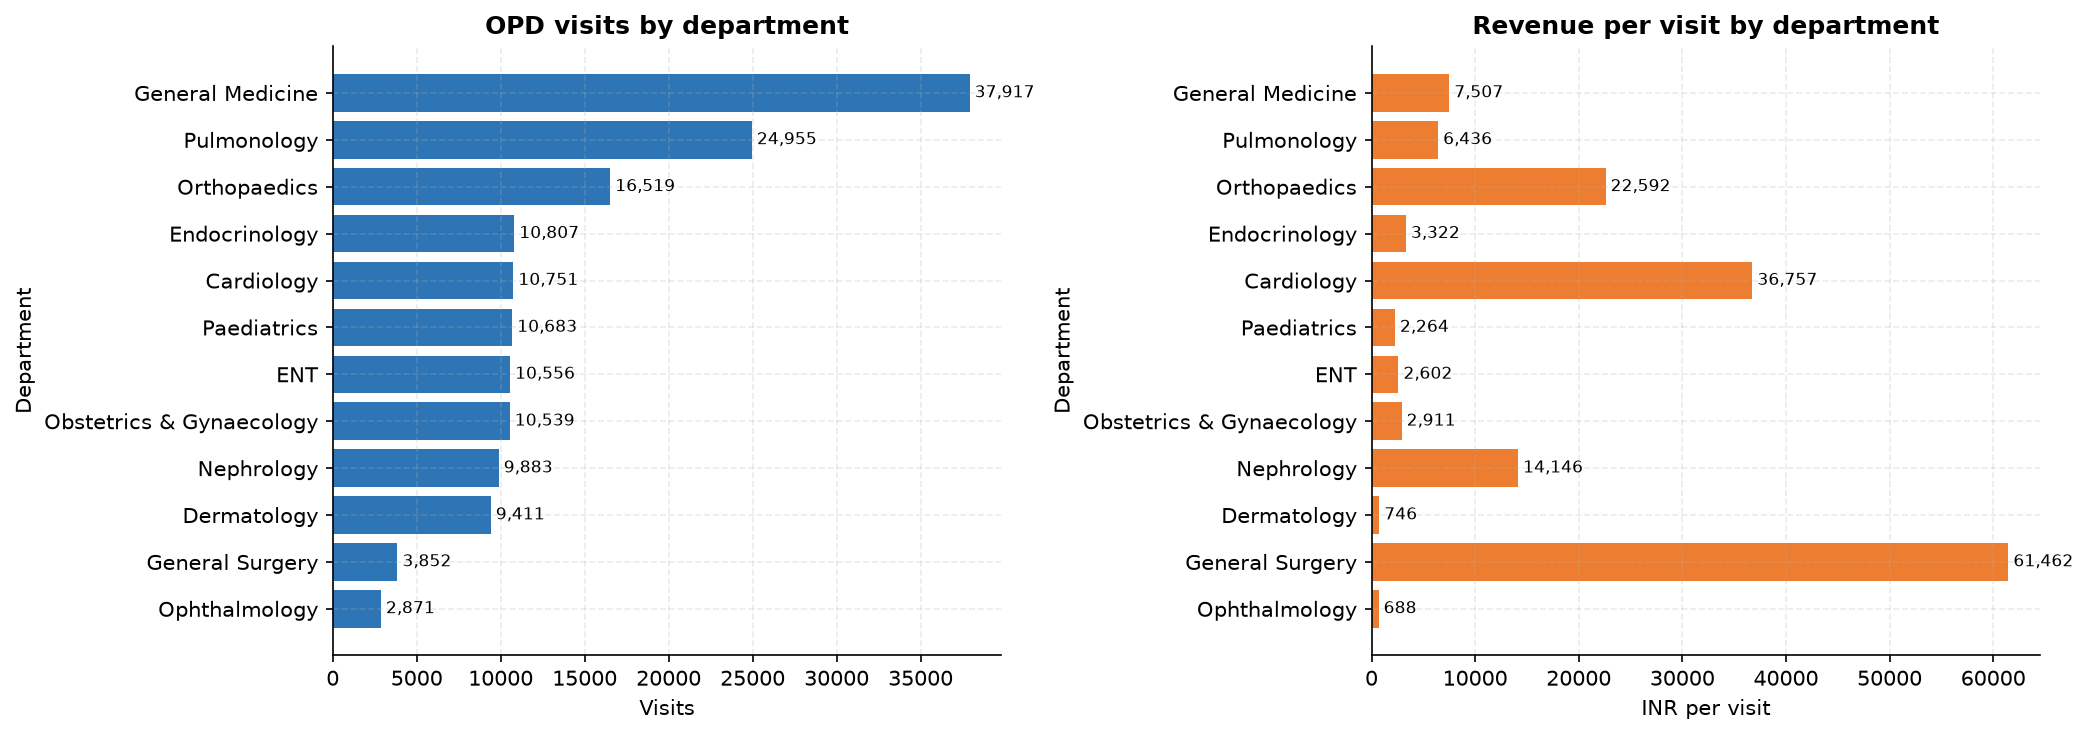 OPD visits by department
Department
General Medicine 37,917
Pulmonology 24,955
Orthopaedics 16,519
Endocrinology 10,807
Cardiology 10,751
Paediatrics 10,683
ENT 10,556
Obstetrics & Gynaecology 10,539
Nephrology 9,883
Dermatology 9,411
General Surgery 3,852
Ophthalmology 2,871
0 5000 10000 15000 20000 25000 30000 35000
Visits
Revenue per visit by department
Department
General Medicine 7,507
Pulmonology 6,436
Orthopaedics 22,592
Endocrinology 3,322
Cardiology 36,757
Paediatrics 2,264
ENT 2,602
Obstetrics & Gynaecology 2,911
Nephrology 14,146
Dermatology 746
General Surgery 61,462
Ophthalmology 688
0 10000 20000 30000 40000 50000 60000
INR per visit